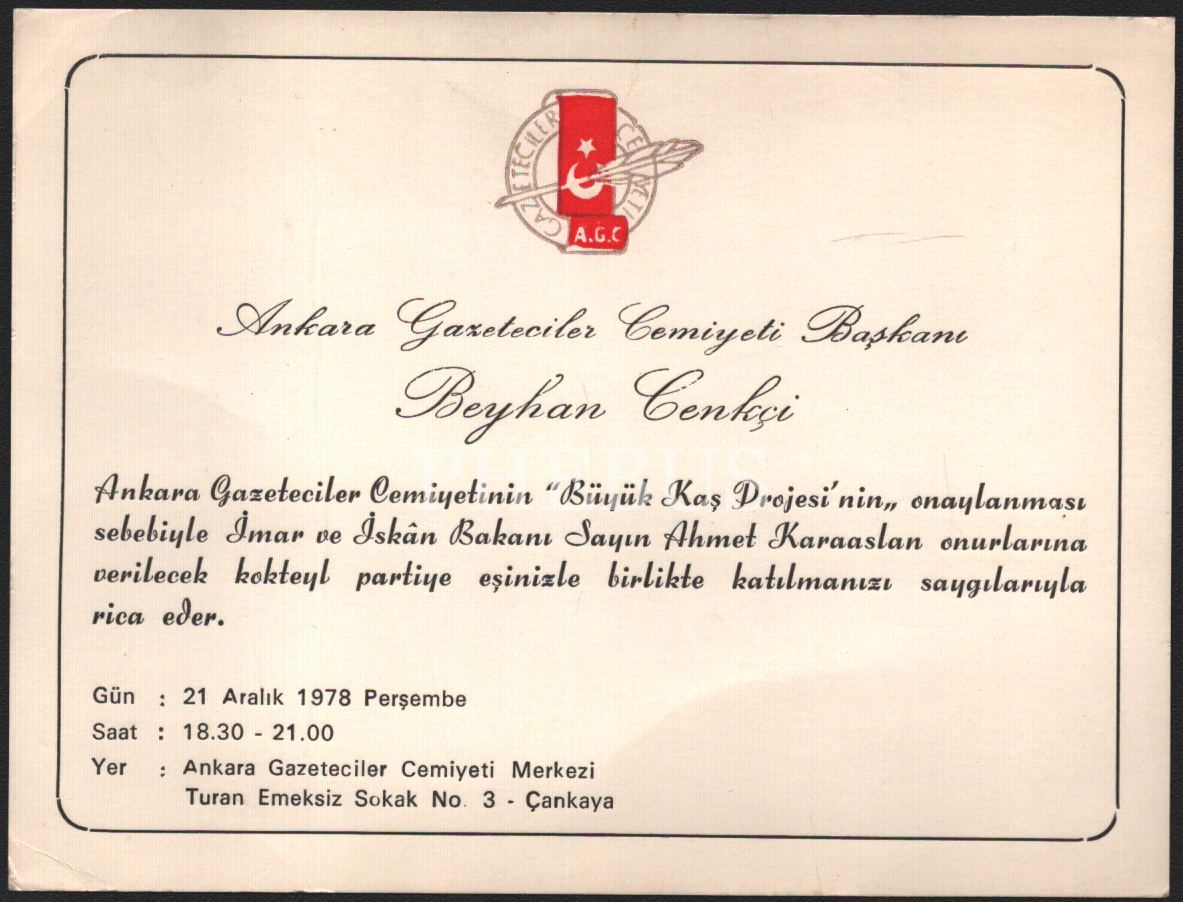 GAZETECİLER CEMİYETİ
A.G.C
Ankara Gazeteciler Cemiyeti Başkanı
Beyhan Cenkçi
PHEBUS
Ankara Gazeteciler Cemiyetinin “Büyük Kaş Projesi'nin„ onaylanması
sebebiyle İmar ve İskân Bakanı Sayın Ahmet Karaaslan onurlarına
verilecek kokteyl partiye eşinizle birlikte katılmanızı saygılarıyla
rica eder.
Gün : 21 Aralık 1978 Perşembe
Saat : 18.30 - 21.00
Yer : Ankara Gazeteciler Cemiyeti Merkezi
Turan Emeksiz Sokak No. 3 - Çankaya